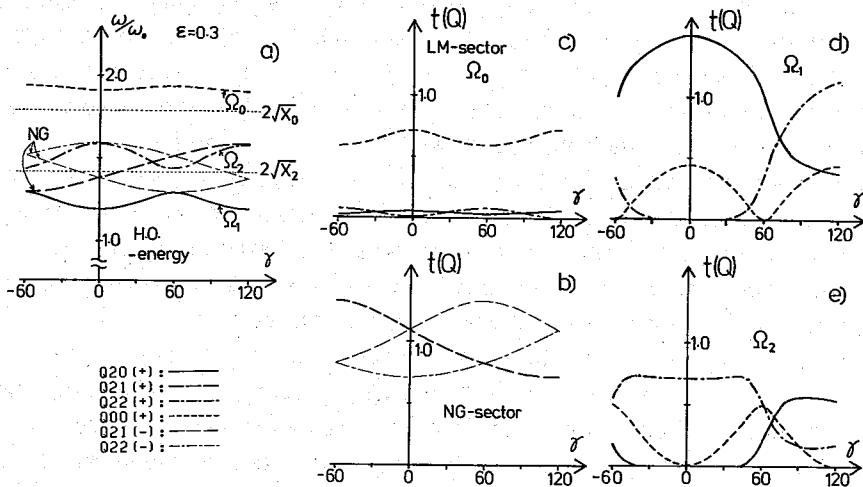 a)
ω/ω₀ ε=0.3
2.0
Ω₀
2√X₀
NG
Ω₂
2√X₂
Ω₁
1.0
H.O.
-energy
γ
-60 0 60 120
c)
t(Q)
LM-sector
Ω₀
1.0
γ
-60 0 60 120
d)
t(Q)
Ω₁
1.0
γ
-60 0 60 120
b)
t(Q)
1.0
NG-sector
γ
-60 0 60 120
e)
t(Q)
Ω₂
1.0
γ
-60 0 60 120
Q20(+):
Q21(+):
Q22(+):
Q00(+):
Q21(-):
Q22(-):